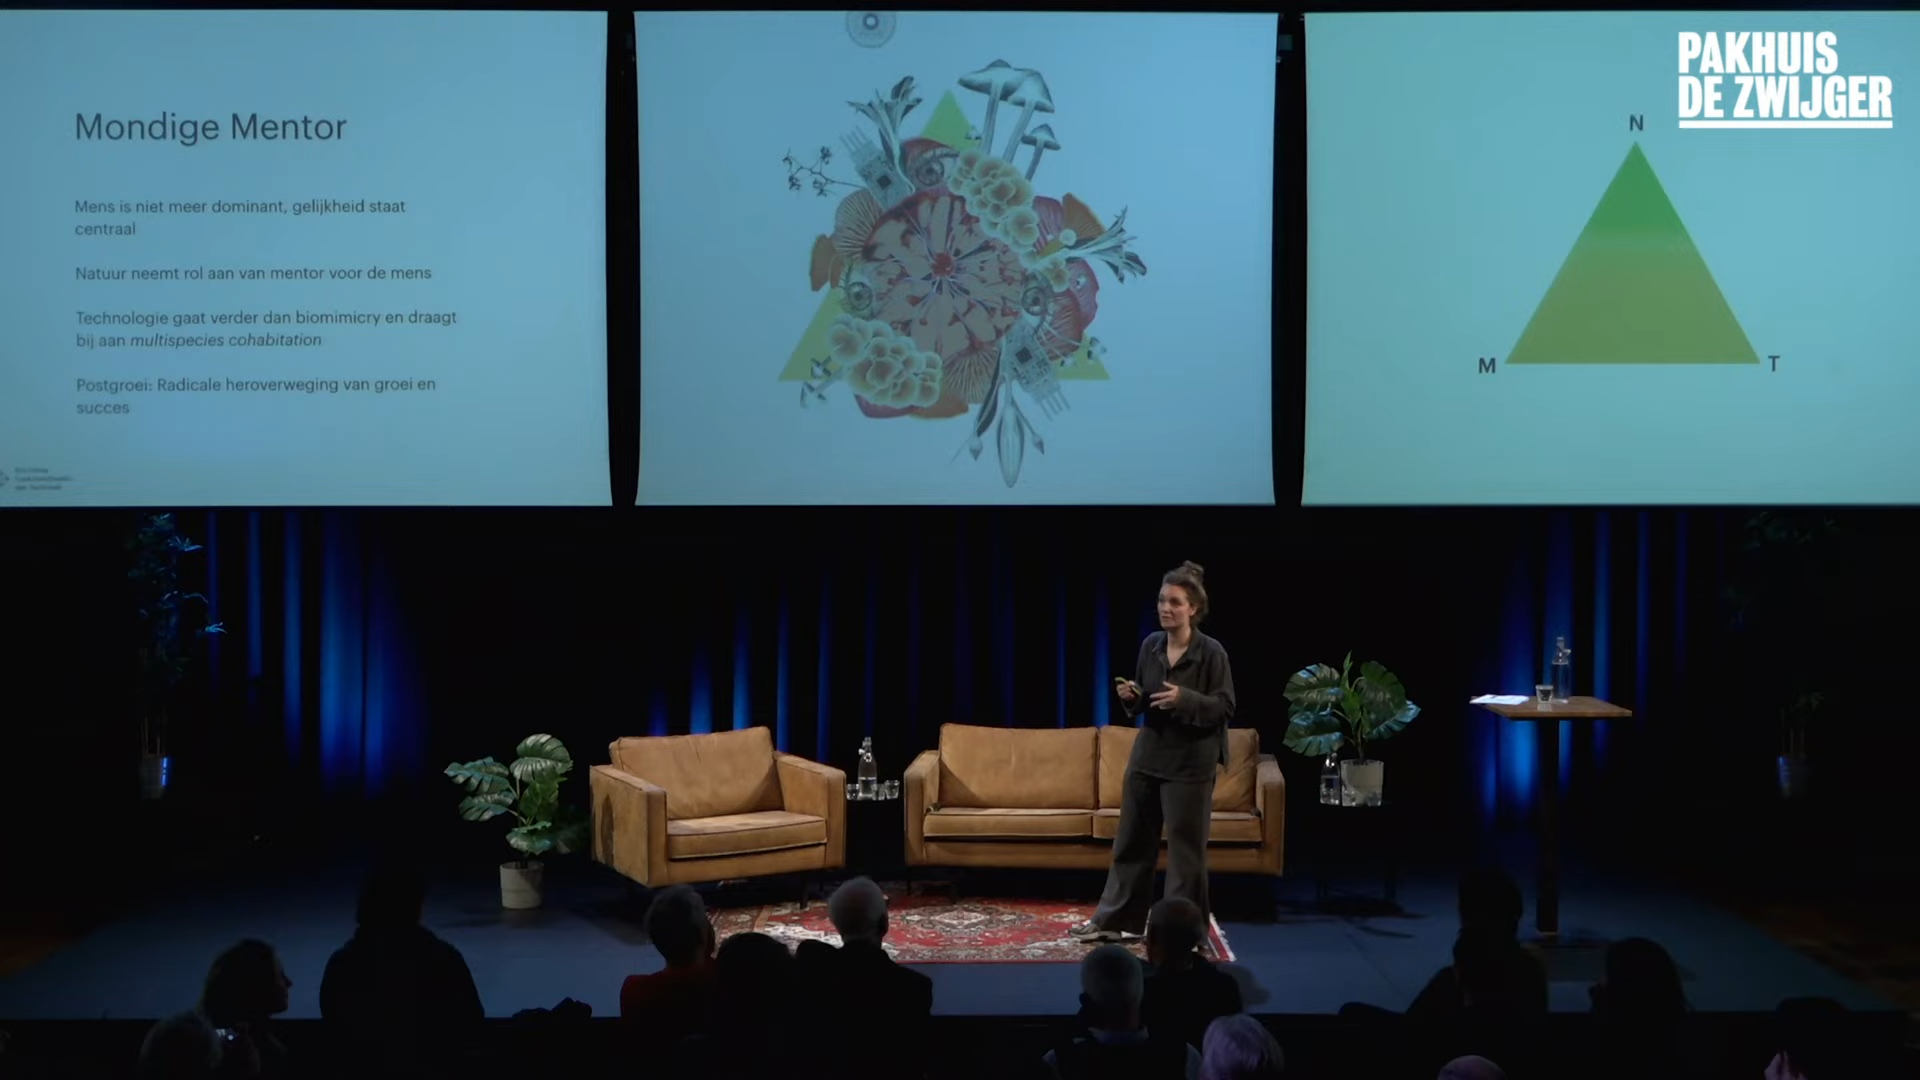 Mondige Mentor
Mens is niet meer dominant, gelijkheid staat
centraal
Natuur neemt rol aan van mentor voor de mens
Technologie gaat verder dan biomimicry en draagt
bij aan multispecies cohabitation
Postgroei: Radicale heroverweging van groei en
succes
N
M
T
PAKHUIS
DE ZWIJGER